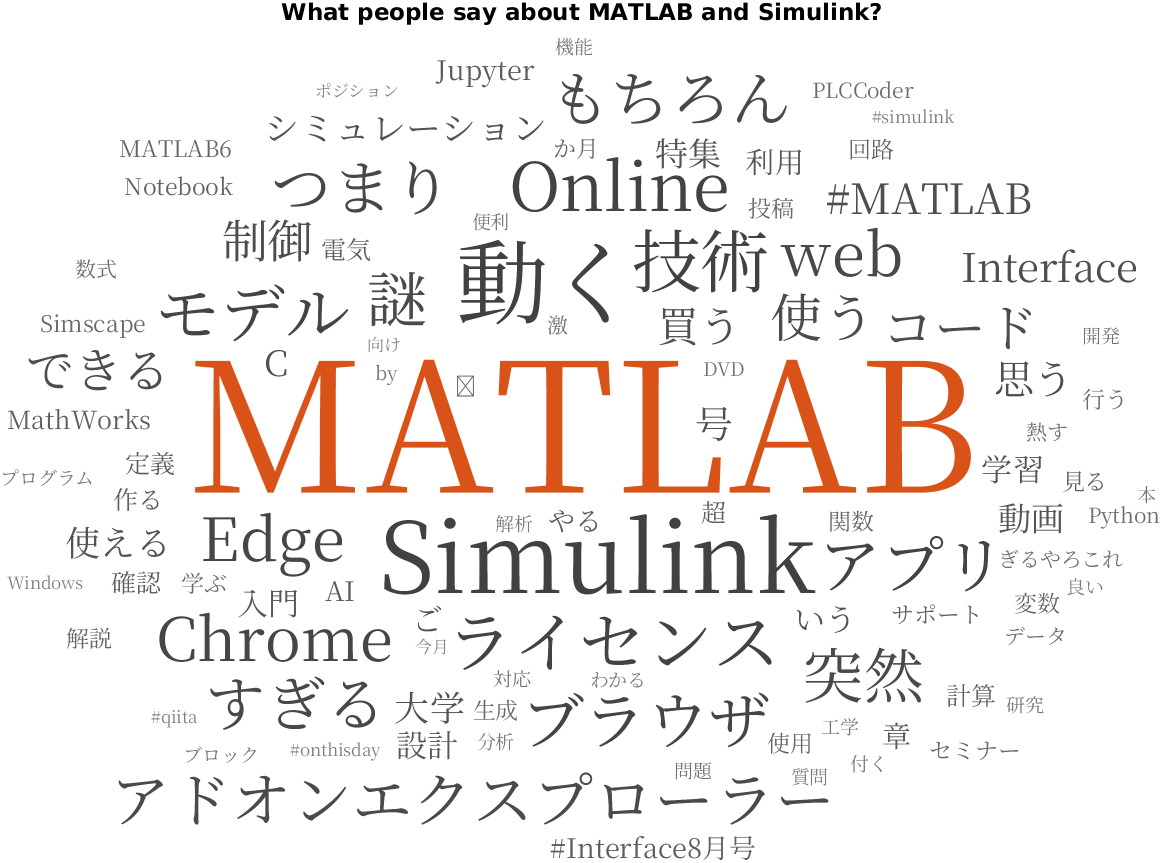 What people say about MATLAB and Simulink?
機能
Jupyter
もちろん
ポジション
PLCCoder
シミュレーション
#simulink
MATLAB6
か月
特集
利用
回路
Notebook
つまり
Online
投稿
#MATLAB
制御
電気
便利
動く
技術
web
Interface
数式
モデル
謎
買う
使う
コード
Simscape
激
開発
できる
C
向け
by
DVD
思う
行う
MATLAB
MathWorks
号
熱す
プログラム
定義
学習
見る
作る
本
使える
Edge
解析
やる
超
関数
動画
Python
Simulink
アプリ
ぎるやろこれ
Windows
確認
学ぶ
AI
良い
入門
変数
解説
Chrome
ご
今月
ライセンス
いう
サポート
データ
すぎる
対応
わかる
突然
計算
研究
#qiita
大学
生成
ブラウザ
設計
分析
使用
工学
章
セミナー
ブロック
#onthisday
付く
アドオンエクスプローラー
問題
質問
#Interface8月号